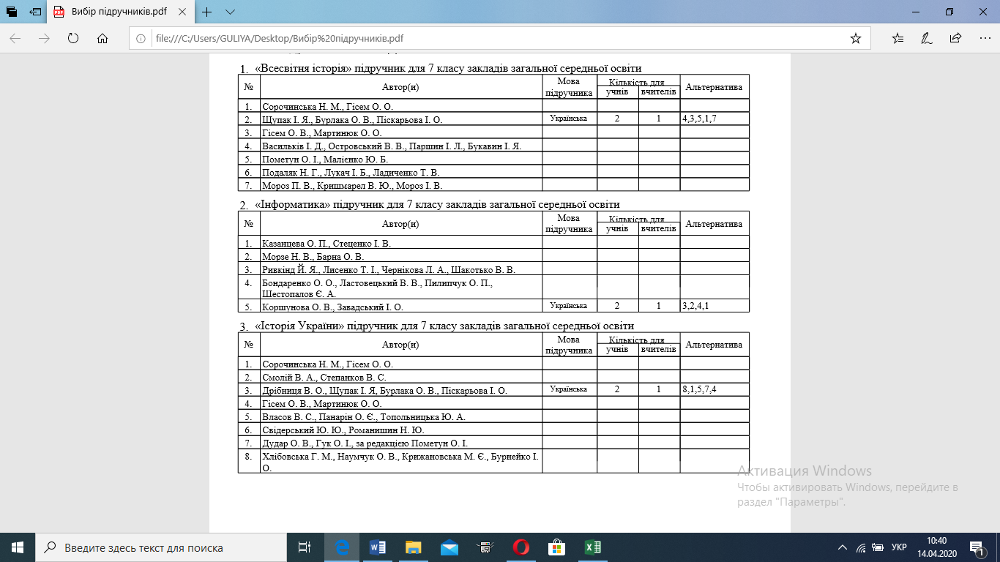 Вибір підручників.pdf
file:///C:/Users/GULIYA/Desktop/Вибір%20підручників.pdf
1. «Всесвітня історія» підручник для 7 класу закладів загальної середньої освіти
№ Автор(и) Мова підручника Кількість для учнів вчителів Альтернатива
1. Сорочинська Н. М., Гісем О. О.
2. Щупак І. Я., Бурлака О. В., Піскарьова І. О. Українська 2 1 4,3,5,1,7
3. Гісем О. В., Мартинюк О. О.
4. Васильків І. Д., Островський В. В., Паршин І. Л., Букавин І. Я.
5. Пометун О. І., Малієнко Ю. Б.
6. Подаляк Н. Г., Лукач І. Б., Ладиченко Т. В.
7. Мороз П. В., Кришмарел В. Ю., Мороз І. В.
2. «Інформатика» підручник для 7 класу закладів загальної середньої освіти
№ Автор(и) Мова підручника Кількість для учнів вчителів Альтернатива
1. Казанцева О. П., Стеценко І. В.
2. Морзе Н. В., Барна О. В.
3. Ривкінд Й. Я., Лисенко Т. І., Чернікова Л. А., Шакотько В. В.
4. Бондаренко О. О., Ластовецький В. В., Пилипчук О. П.,
Шестопалов Є. А.
5. Коршунова О. В., Завадський І. О. Українська 2 1 3,2,4,1
3. «Історія України» підручник для 7 класу закладів загальної середньої освіти
№ Автор(и) Мова підручника Кількість для учнів вчителів Альтернатива
1. Сорочинська Н. М., Гісем О. О.
2. Смолій В. А., Степанков В. С.
3. Дрібниця В. О., Щупак І. Я, Бурлака О. В., Піскарьова І. О. Українська 2 1 8,1,5,7,4
4. Гісем О. В., Мартинюк О. О.
5. Власов В. С., Панарін О. Є., Топольницька Ю. А.
6. Свідерський Ю. Ю., Романишин Н. Ю.
7. Дудар О. В., Гук О. І., за редакцією Пометун О. І.
8. Хлібовська Г. М., Наумчук О. В., Крижановська М. Є., Бурнейко І.
О.
Активация Windows
Чтобы активировать Windows, перейдите в
раздел "Параметры".
Введите здесь текст для поиска
УКР
10:40
14.04.2020
1